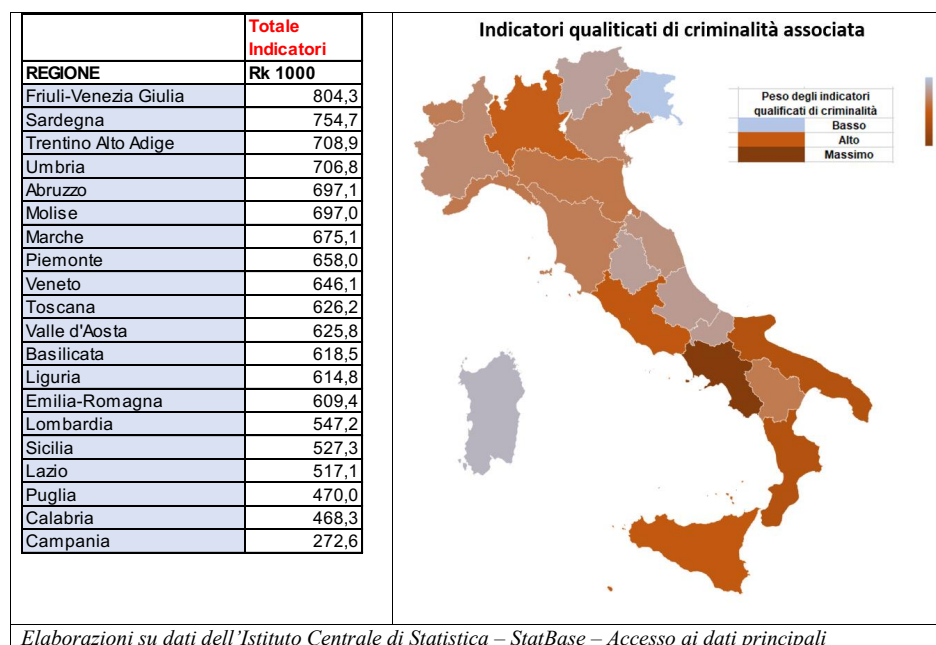 Totale
Indicatori
REGIONE Rk 1000
Friuli-Venezia Giulia 804,3
Sardegna 754,7
Trentino Alto Adige 708,9
Umbria 706,8
Abruzzo 697,1
Molise 697,0
Marche 675,1
Piemonte 658,0
Veneto 646,1
Toscana 626,2
Valle d'Aosta 625,8
Basilicata 618,5
Liguria 614,8
Emilia-Romagna 609,4
Lombardia 547,2
Sicilia 527,3
Lazio 517,1
Puglia 470,0
Calabria 468,3
Campania 272,6
Indicatori qualiticati di criminalità associata
Peso degli indicatori
qualificati di criminalità
Basso
Alto
Massimo
Elaborazioni su dati dell’Istituto Centrale di Statistica – StatBase – Accesso ai dati principali